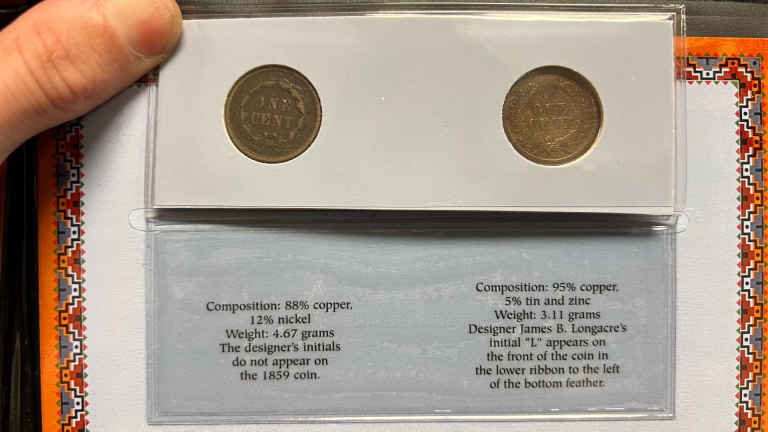 ONE
CENT
ONE
CENT
Composition: 88% copper,
12% nickel
Weight: 4.67 grams
The designer's initials
do not appear on
the 1859 coin.
Composition: 95% copper,
5% tin and zinc
Weight: 3.11 grams
Designer James B. Longacre's
initial "L" appears on
the front of the coin in
the lower ribbon to the left
of the bottom feather.